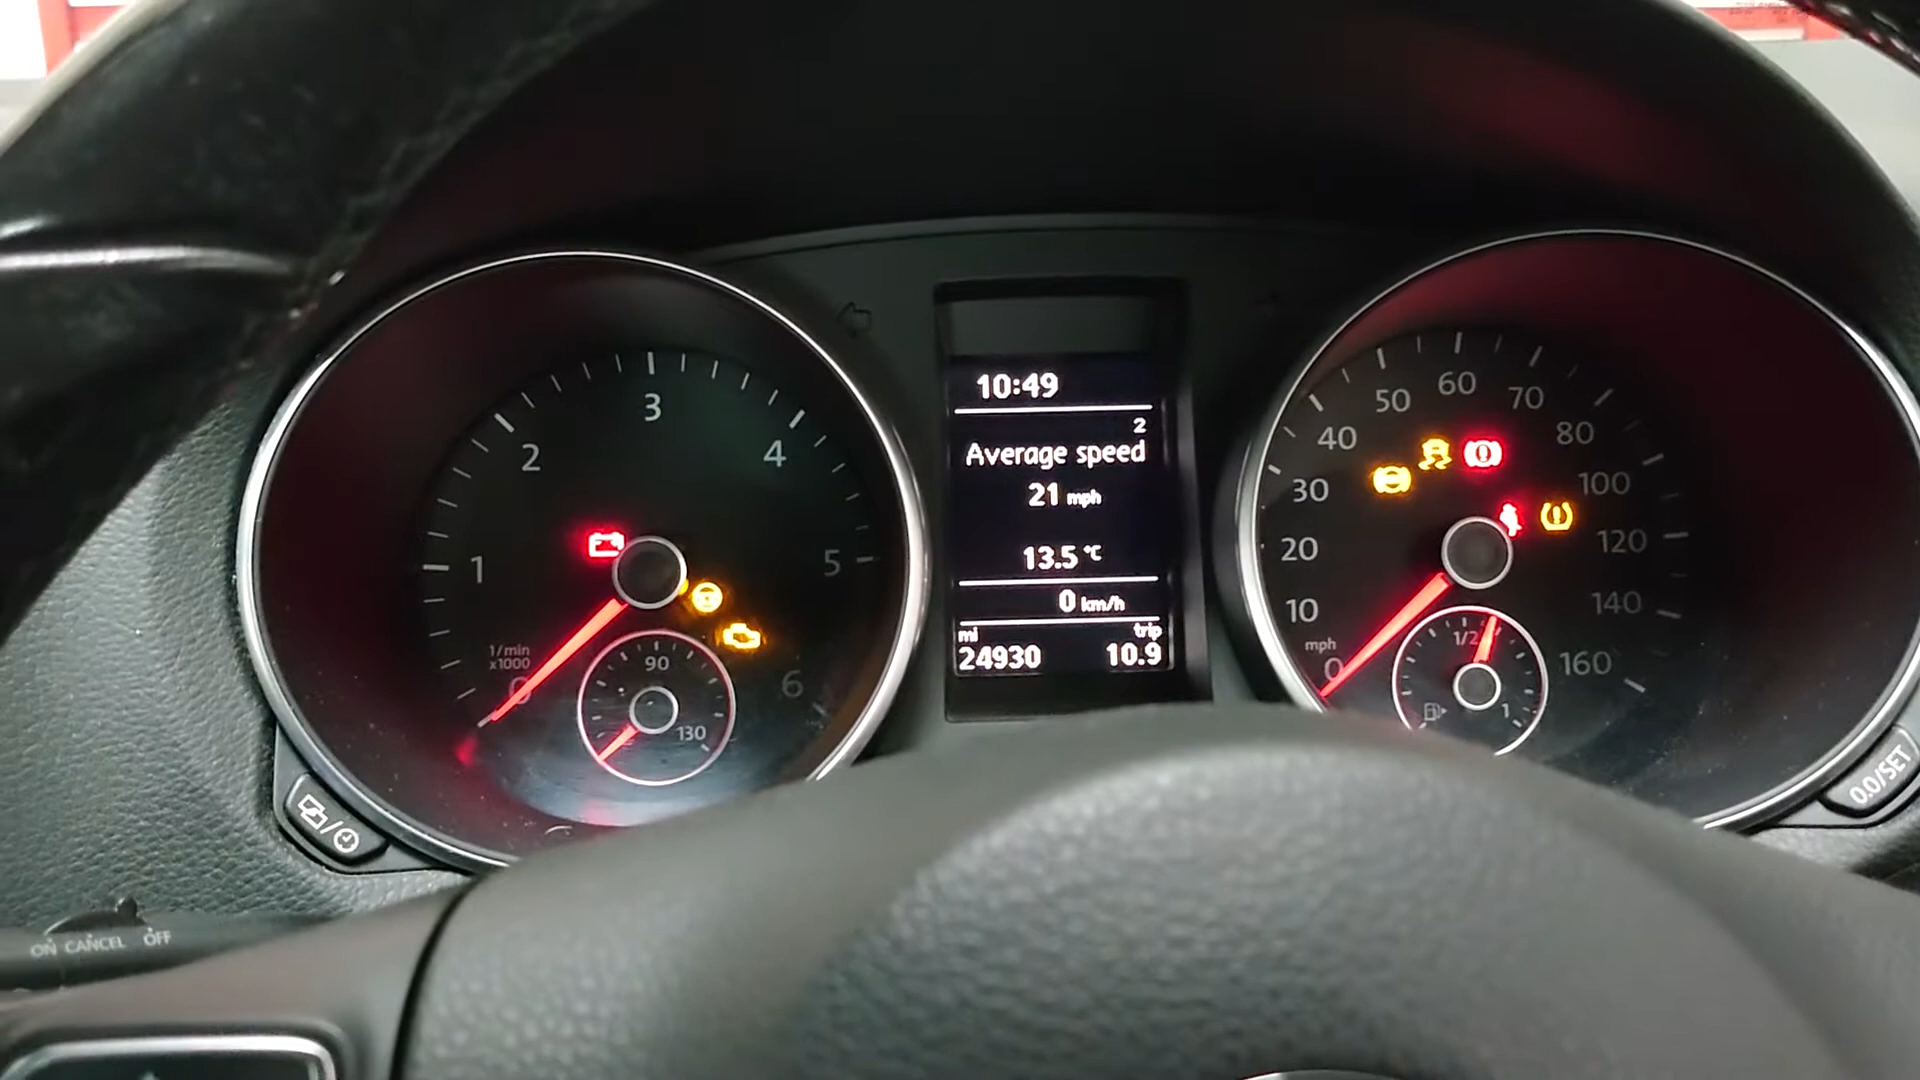 3
2
4
1
5
1/min
x1000
0
6
90
130
10:49
2
Average speed
21 mph
13.5 °C
0 km/h
mi trip
24930 10.9
60
50
70
40
80
30
100
20
120
10
140
mph
0
160
1/2
1
0.0/SET
ON CANCEL OFF